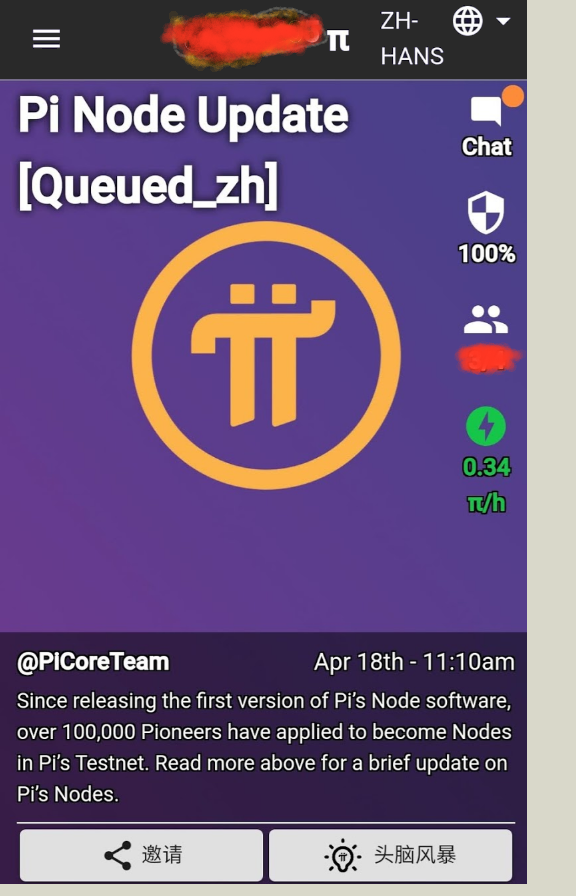 π
ZH-
HANS
Pi Node Update
[Queued_zh]
Chat
100%
0.34
π/h
@PiCoreTeam
Apr 18th - 11:10am
Since releasing the first version of Pi’s Node software,
over 100,000 Pioneers have applied to become Nodes
in Pi’s Testnet. Read more above for a brief update on
Pi’s Nodes.
邀请
头脑风暴